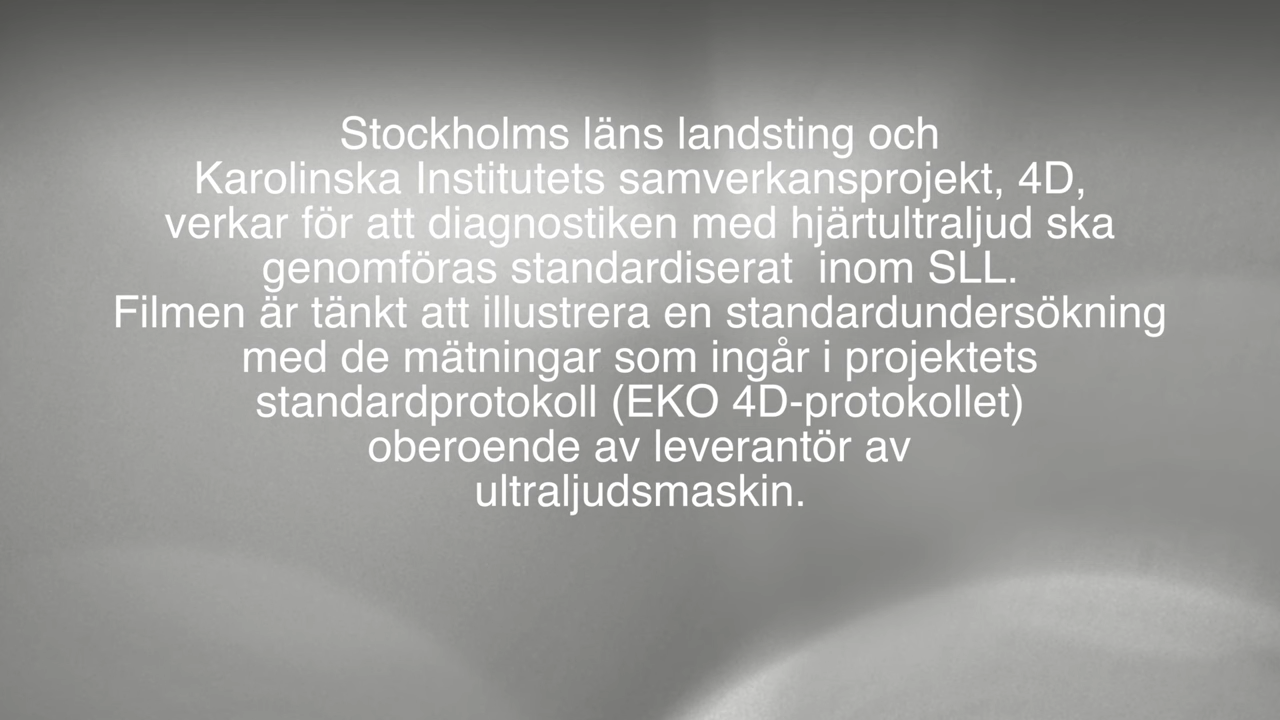 Stockholms läns landsting och
Karolinska Institutets samverkansprojekt, 4D,
verkar för att diagnostiken med hjärtultraljud ska
genomföras standardiserat  inom SLL.
Filmen är tänkt att illustrera en standardundersökning
med de mätningar som ingår i projektets
standardprotokoll (EKO 4D-protokollet)
oberoende av leverantör av
ultraljudsmaskin.